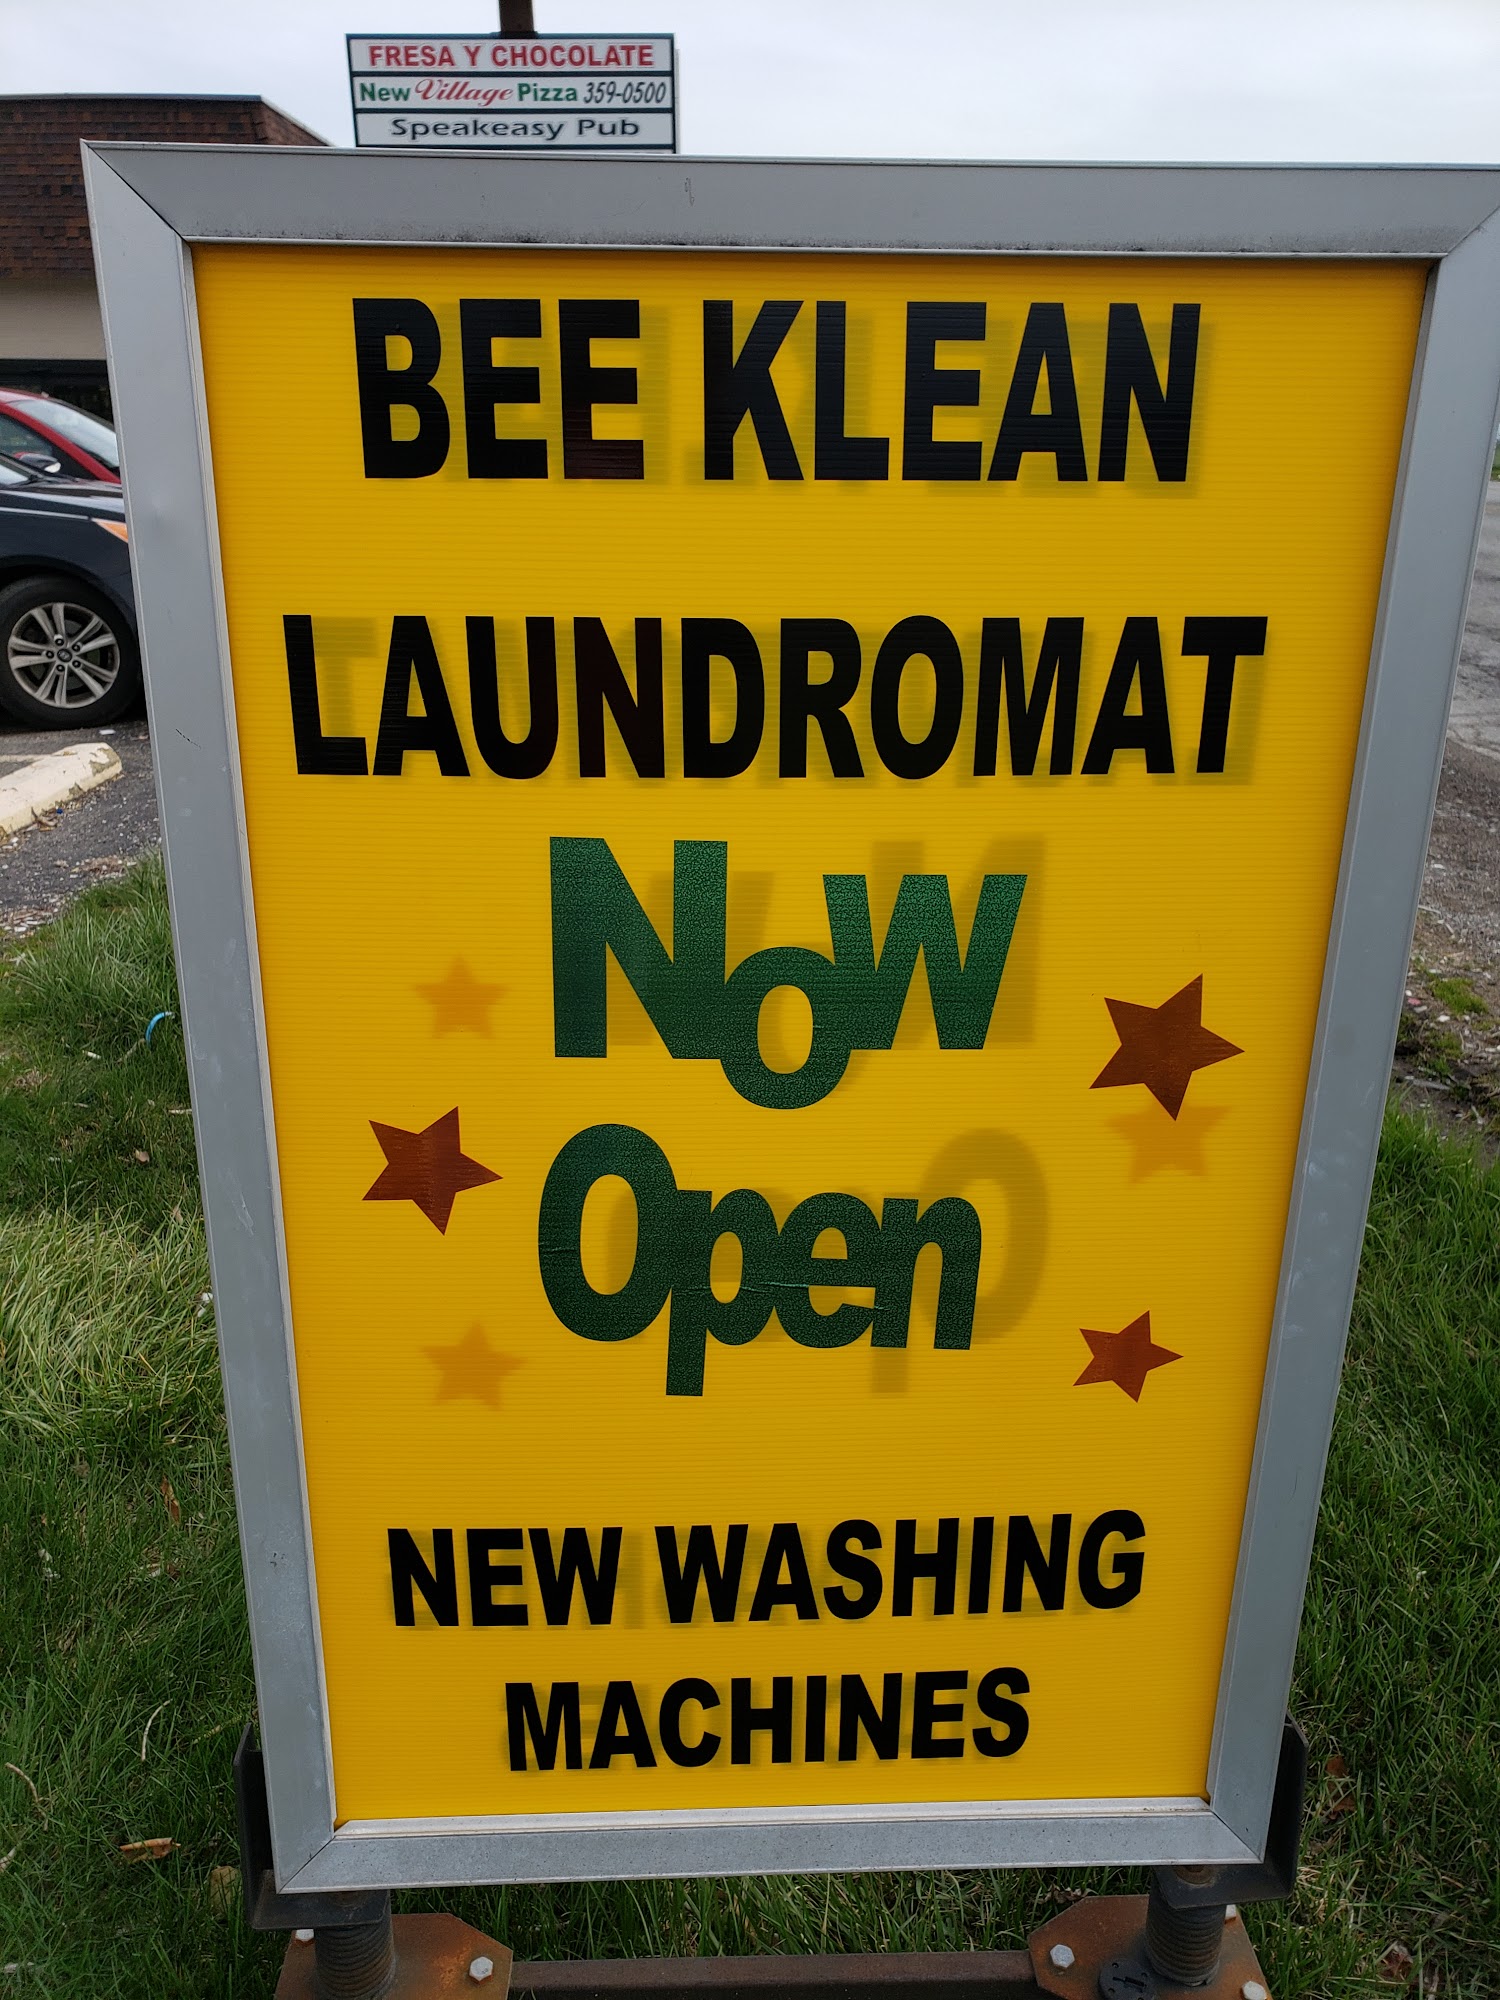 FRESA Y CHOCOLATE
New Village Pizza 359-0500
Speakeasy Pub
BEE KLEAN
LAUNDROMAT
Now
Open
NEW WASHING
MACHINES